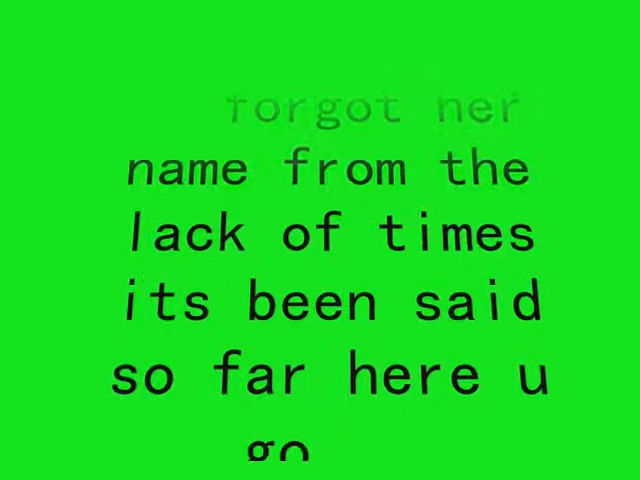 forgot her
name from the
lack of times
its been said
so far here u
go